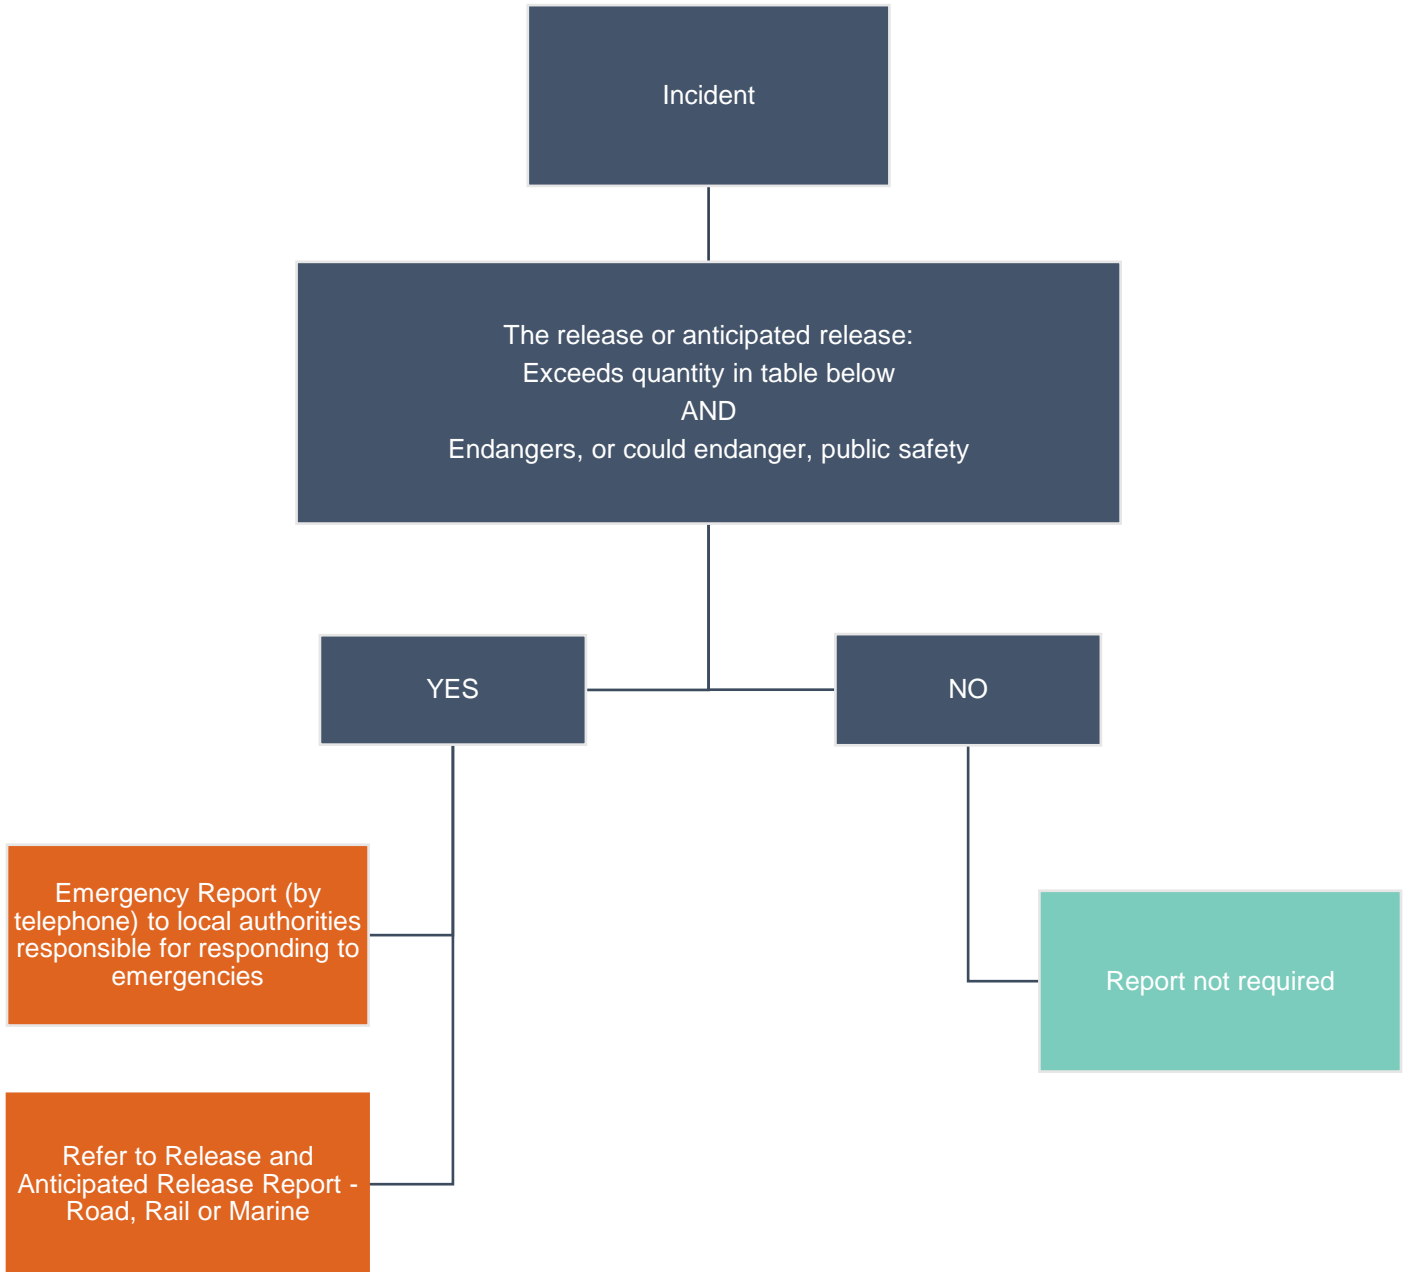 Incident
The release or anticipated release:
Exceeds quantity in table below
AND
Endangers, or could endanger, public safety
YES
NO
Emergency Report (by
telephone) to local authorities
responsible for responding to
emergencies
Report not required
Refer to Release and
Anticipated Release Report -
Road, Rail or Marine